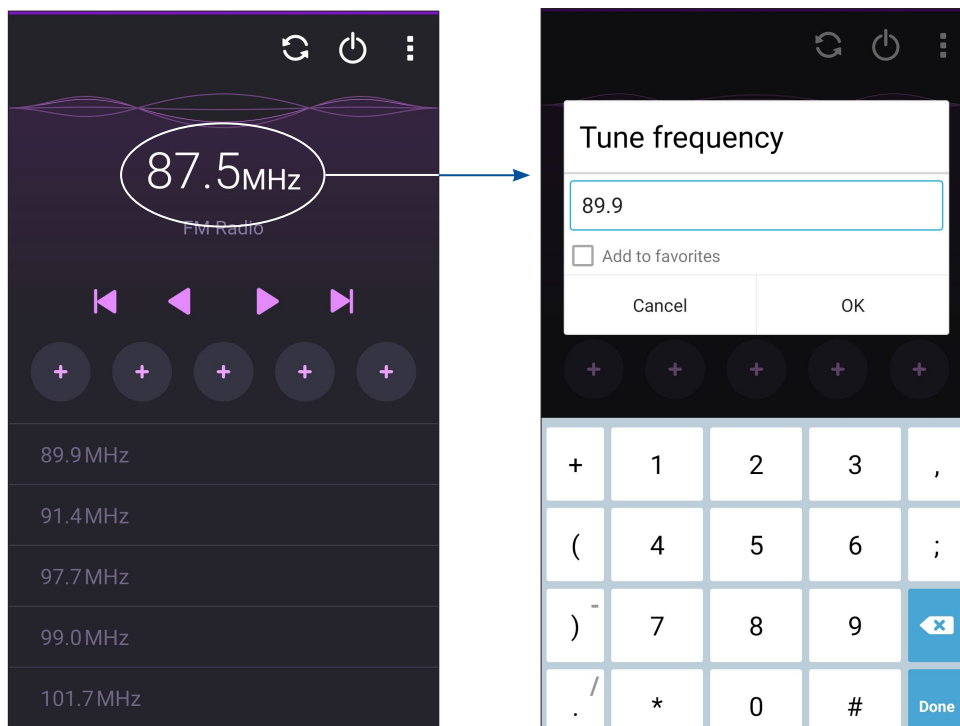 87.5MHz
FM Radio
+ + + + +
89.9MHz
91.4MHz
97.7MHz
99.0MHz
101.7MHz
Tune frequency
89.9
Add to favorites
Cancel OK
+ + + + +
+ 1 2 3 ,
( 4 5 6 ;
) - 7 8 9
. / * 0 # Done